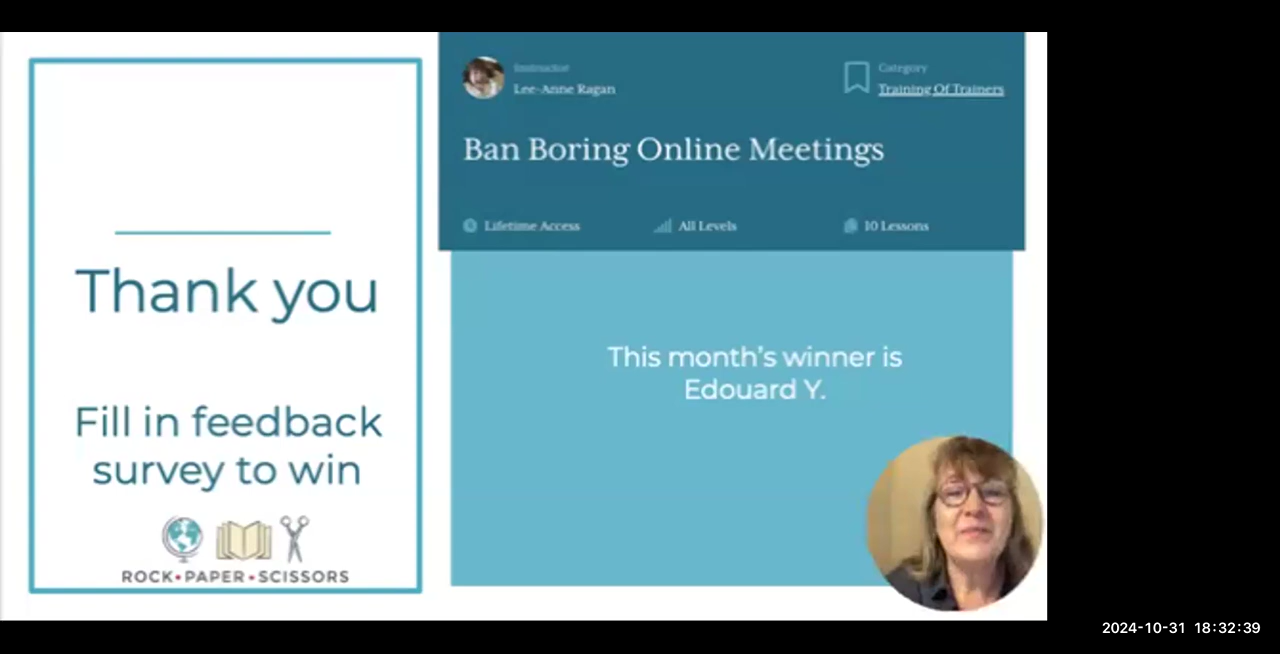 Thank you
Fill in feedback
survey to win
ROCK•PAPER•SCISSORS
Instructor
Lee-Anne Ragan
Category
Training Of Trainers
Ban Boring Online Meetings
Lifetime Access
All Levels
10 Lessons
This month's winner is
Edouard Y.
2024-10-31 18:32:39